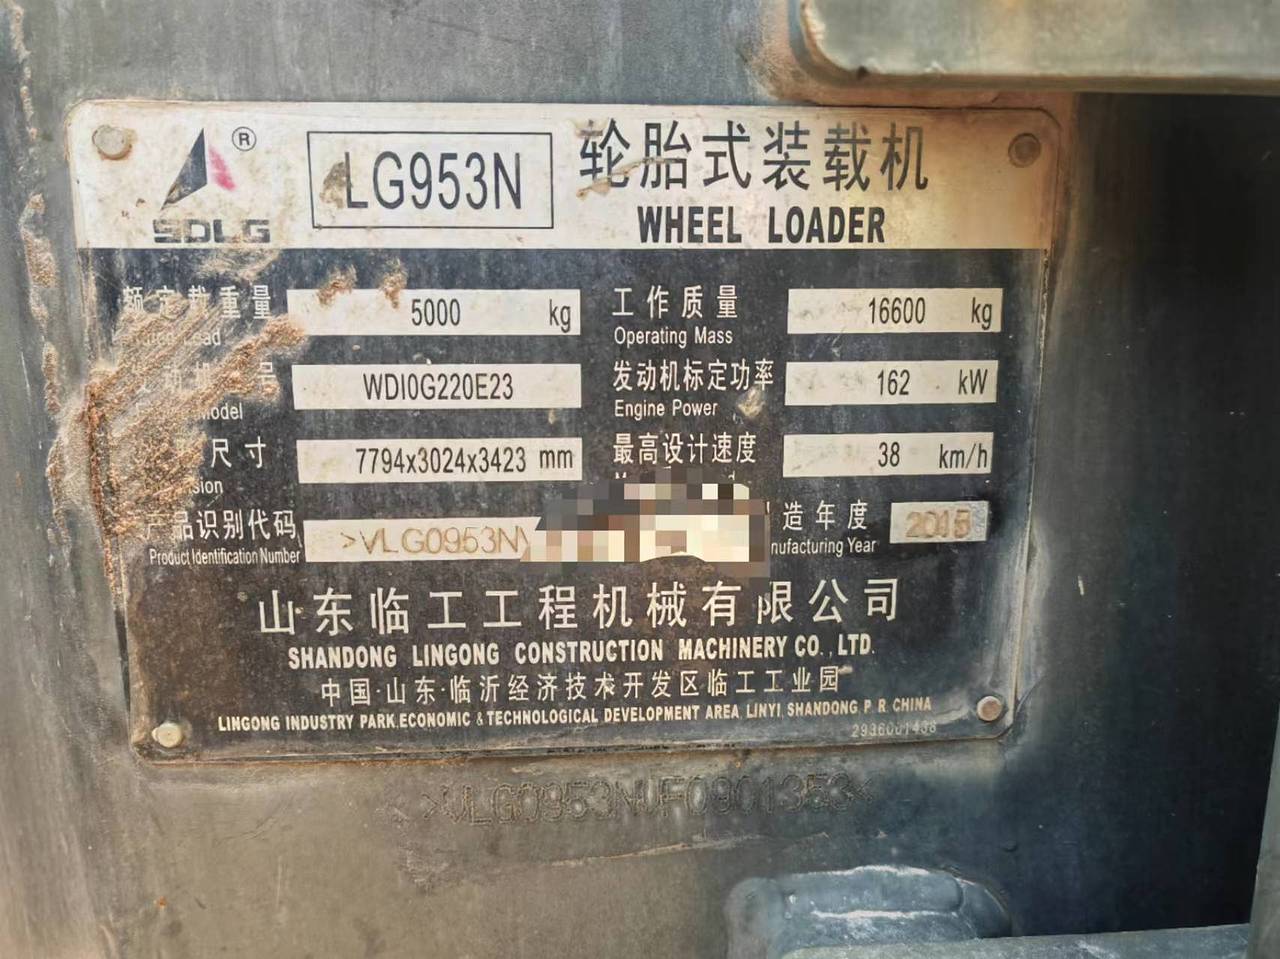 SDLG ® LG953N 轮胎式装载机
WHEEL LOADER
额定载重量 5000 kg 工作质量 16600 kg
Load Operating Mass
WDI0G220E23 发动机标定功率 162 kW
Model Engine Power
尺寸 7794x3024x3423 mm 最高设计速度 38 km/h
产品识别代码 >VLG0953N 造年度 2015
Product Identification Number Year
山东临工工程机械有限公司
SHANDONG LINGONG CONSTRUCTION MACHINERY CO., LTD.
中国·山东·临沂经济技术开发区临工工业园
LINGONG INDUSTRY PARK.ECONOMIC & TECHNOLOGICAL DEVELOPMENT AREA LINYI SHANDONG P R CHINA
2936001438
>VLG0953NVF0901353<